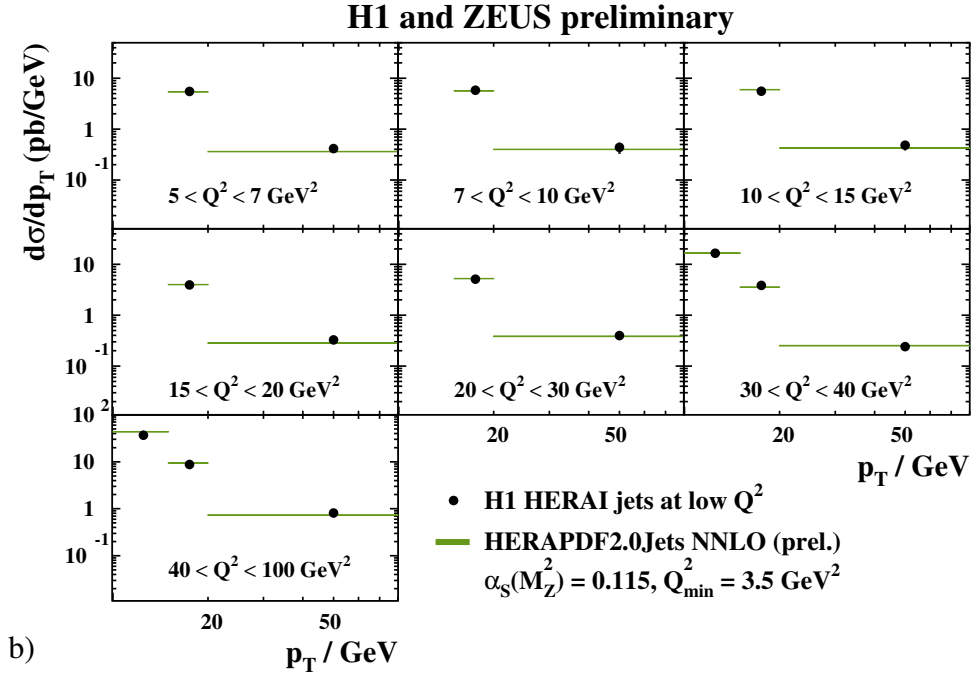 H1 and ZEUS preliminary
dσ/dp_T (pb/GeV)
10
1
10^-1
5 < Q^2 < 7 GeV^2
7 < Q^2 < 10 GeV^2
10 < Q^2 < 15 GeV^2
10
1
10^-1
15 < Q^2 < 20 GeV^2
20 < Q^2 < 30 GeV^2
30 < Q^2 < 40 GeV^2
10^2
20 50
20 50
p_T / GeV
10
1
10^-1
40 < Q^2 < 100 GeV^2
H1 HERAI jets at low Q^2
HERAPDF2.0Jets NNLO (prel.)
α_S(M_Z^2) = 0.115, Q_min^2 = 3.5 GeV^2
20 50
b)
p_T / GeV